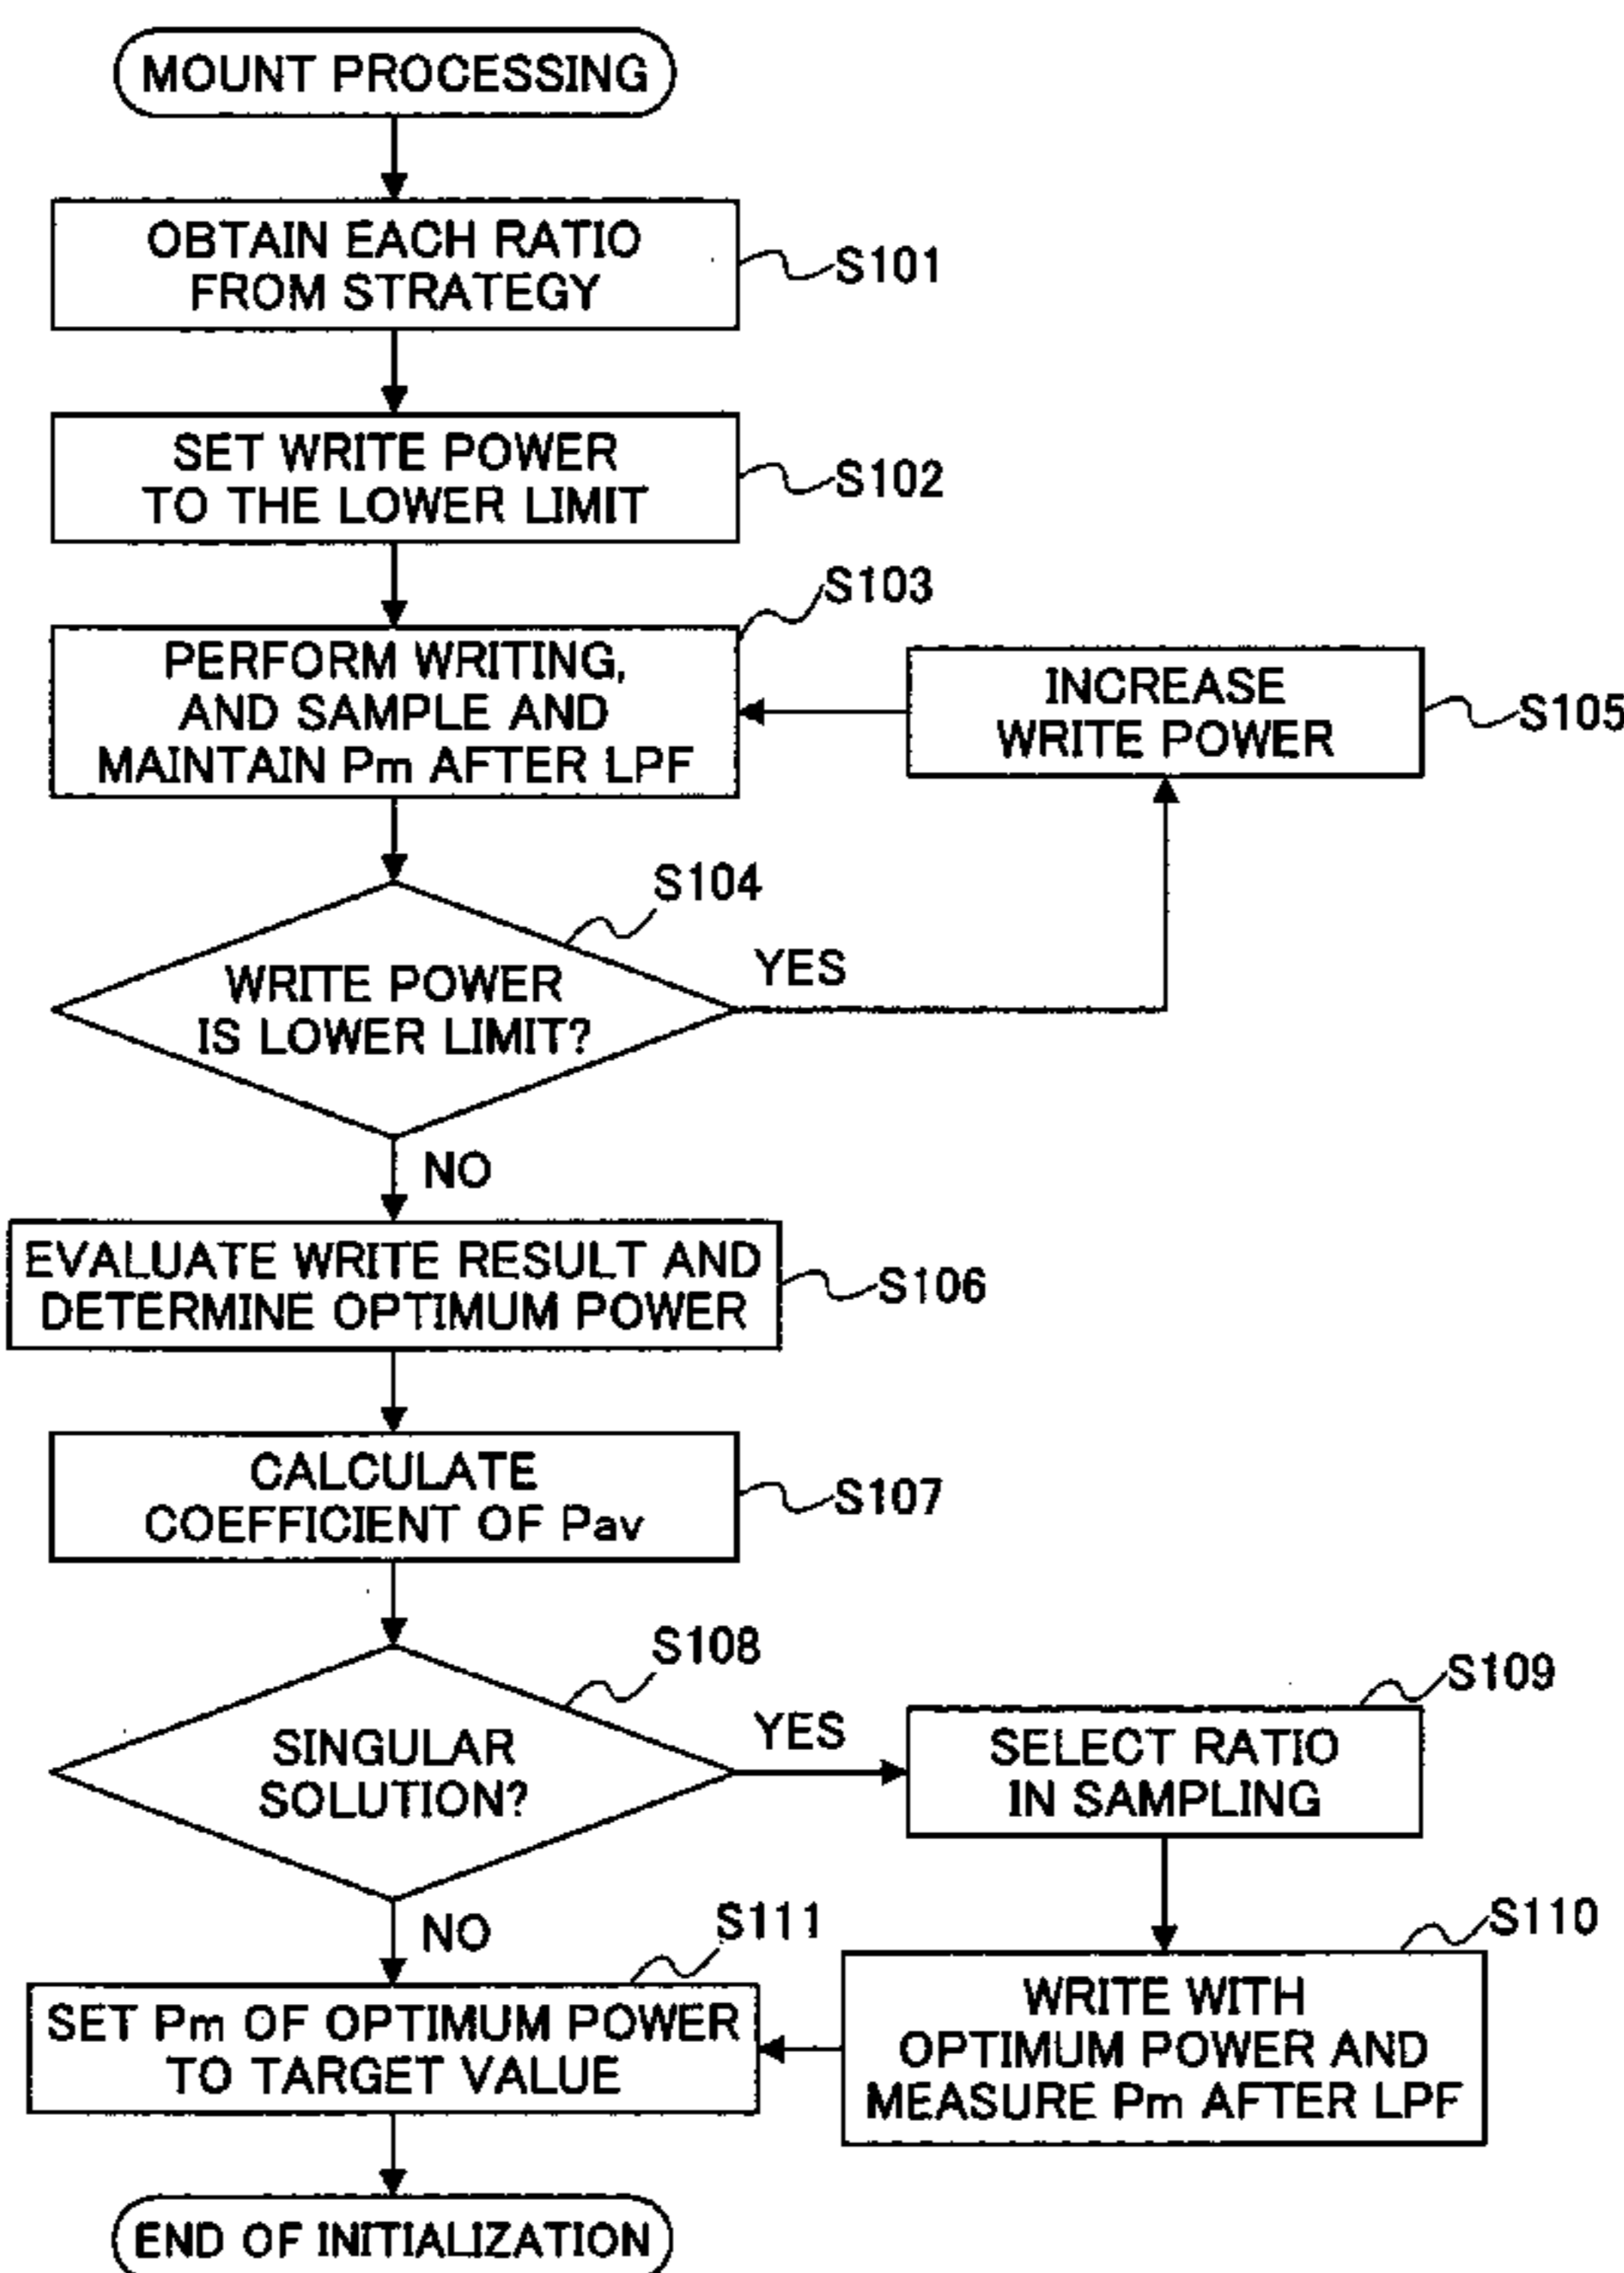 MOUNT PROCESSING
OBTAIN EACH RATIO
FROM STRATEGY
S101
SET WRITE POWER
TO THE LOWER LIMIT
S102
S103
PERFORM WRITING,
AND SAMPLE AND
MAINTAIN Pm AFTER LPF
INCREASE
WRITE POWER
S105
S104
WRITE POWER
IS LOWER LIMIT?
YES
NO
EVALUATE WRITE RESULT AND
DETERMINE OPTIMUM POWER
S106
CALCULATE
COEFFICIENT OF Pav
S107
S108
SINGULAR
SOLUTION?
YES
S109
SELECT RATIO
IN SAMPLING
NO
S111
S110
SET Pm OF OPTIMUM POWER
TO TARGET VALUE
WRITE WITH
OPTIMUM POWER AND
MEASURE Pm AFTER LPF
END OF INITIALIZATION